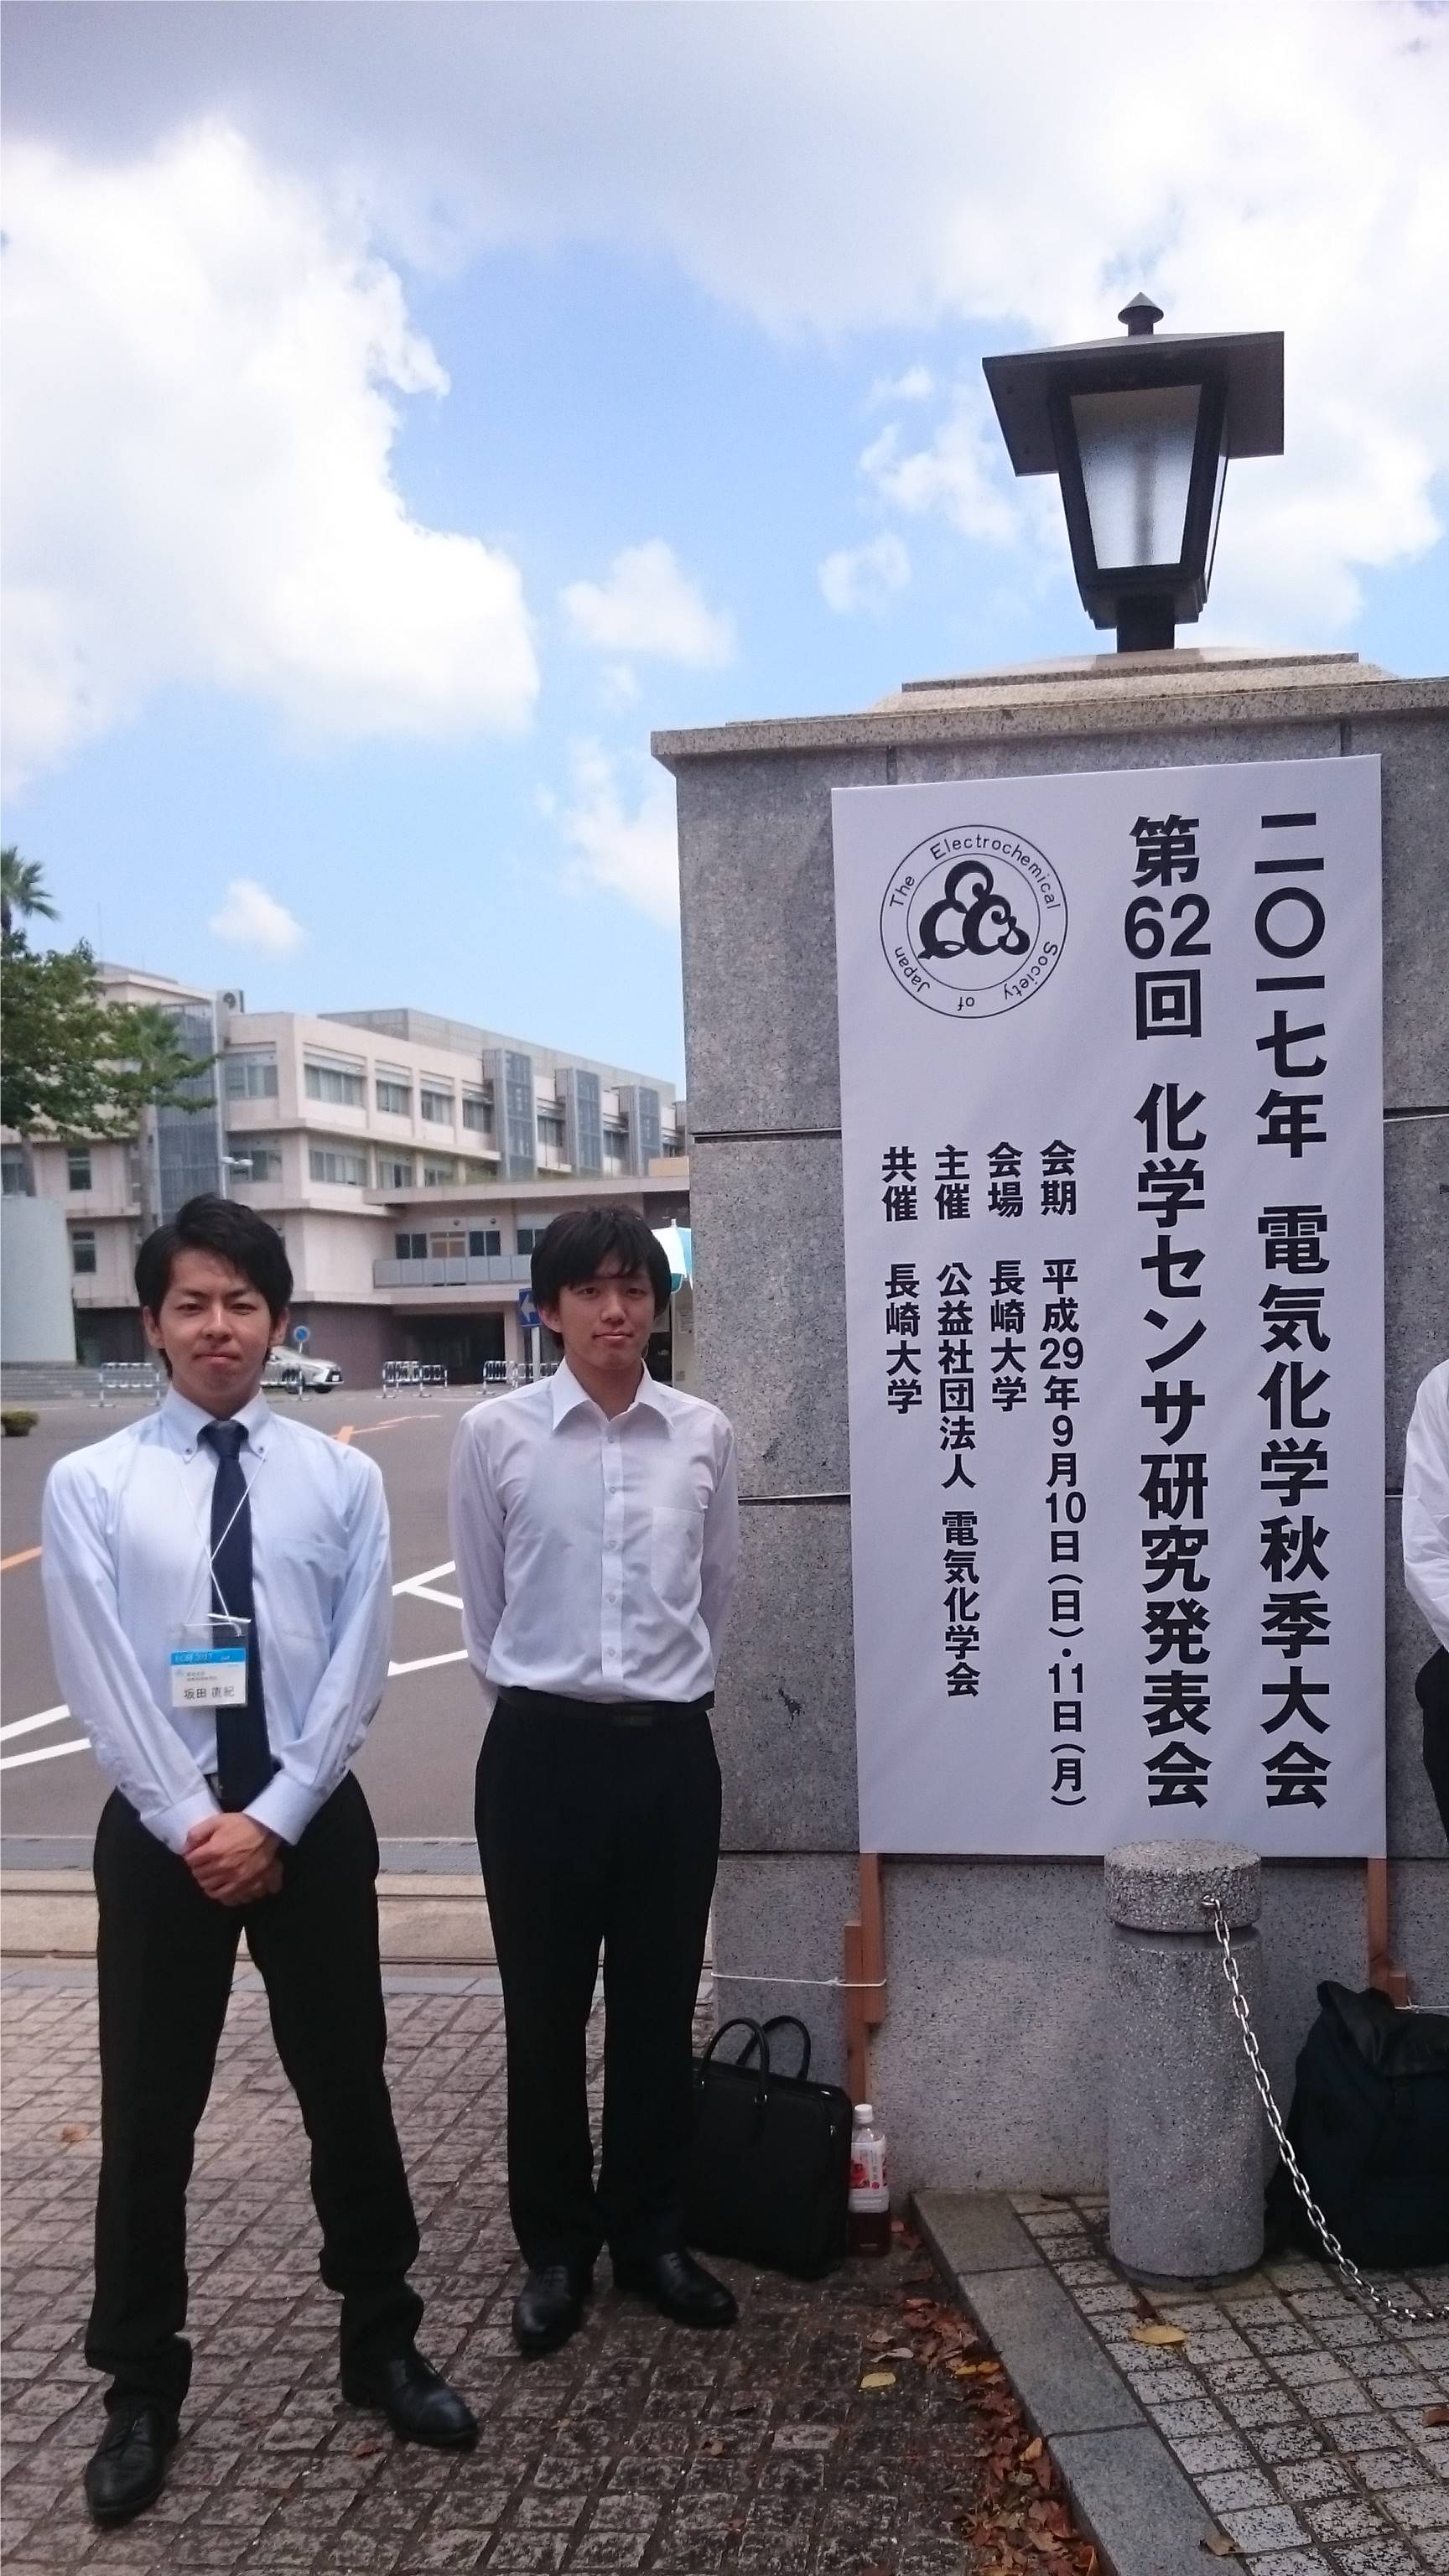 二〇一七年 電気化学秋季大会
第62回 化学センサ研究発表会
The Electrochemical Society of Japan
会期 平成29年9月10日(日)・11日(月)
会場 長崎大学
主催 公益社団法人 電気化学会
共催 長崎大学
坂田 直紀